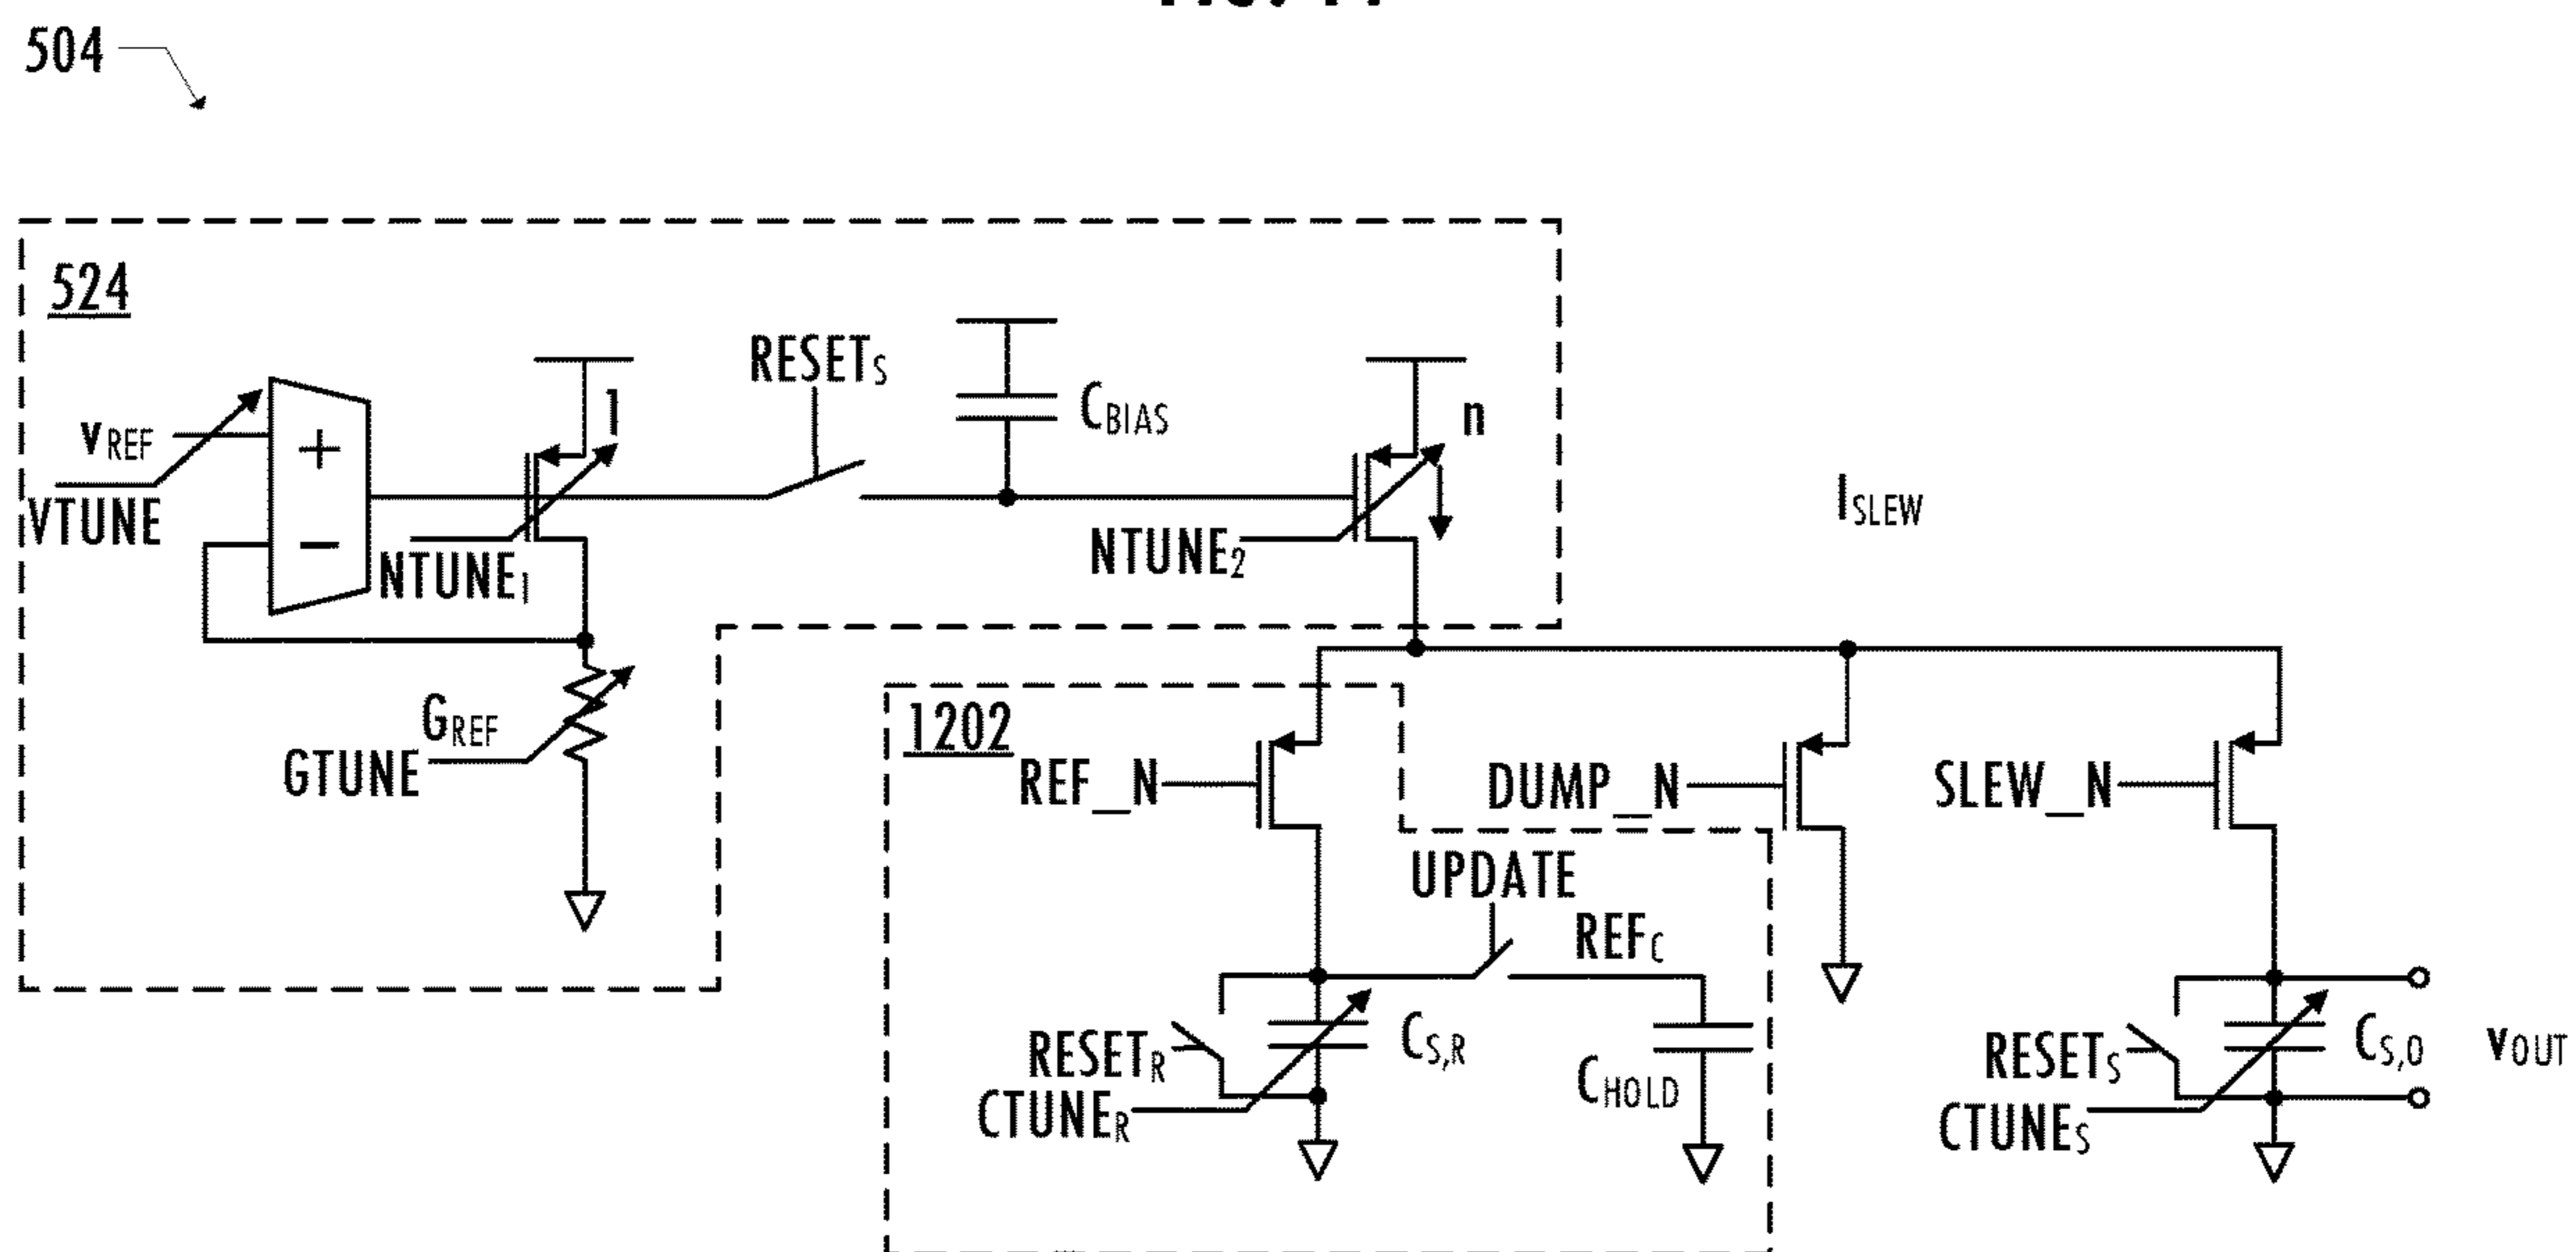 504
524
RESETS
1
n
CBIAS
vREF
+
ISLEW
VTUNE
−
NTUNE1
NTUNE2
GREF
GTUNE
1202
REF_N
DUMP_N
SLEW_N
UPDATE
REFC
RESETR
CS,R
CHOLD
CTUNER
RESETS
CS,O
vOUT
CTUNES